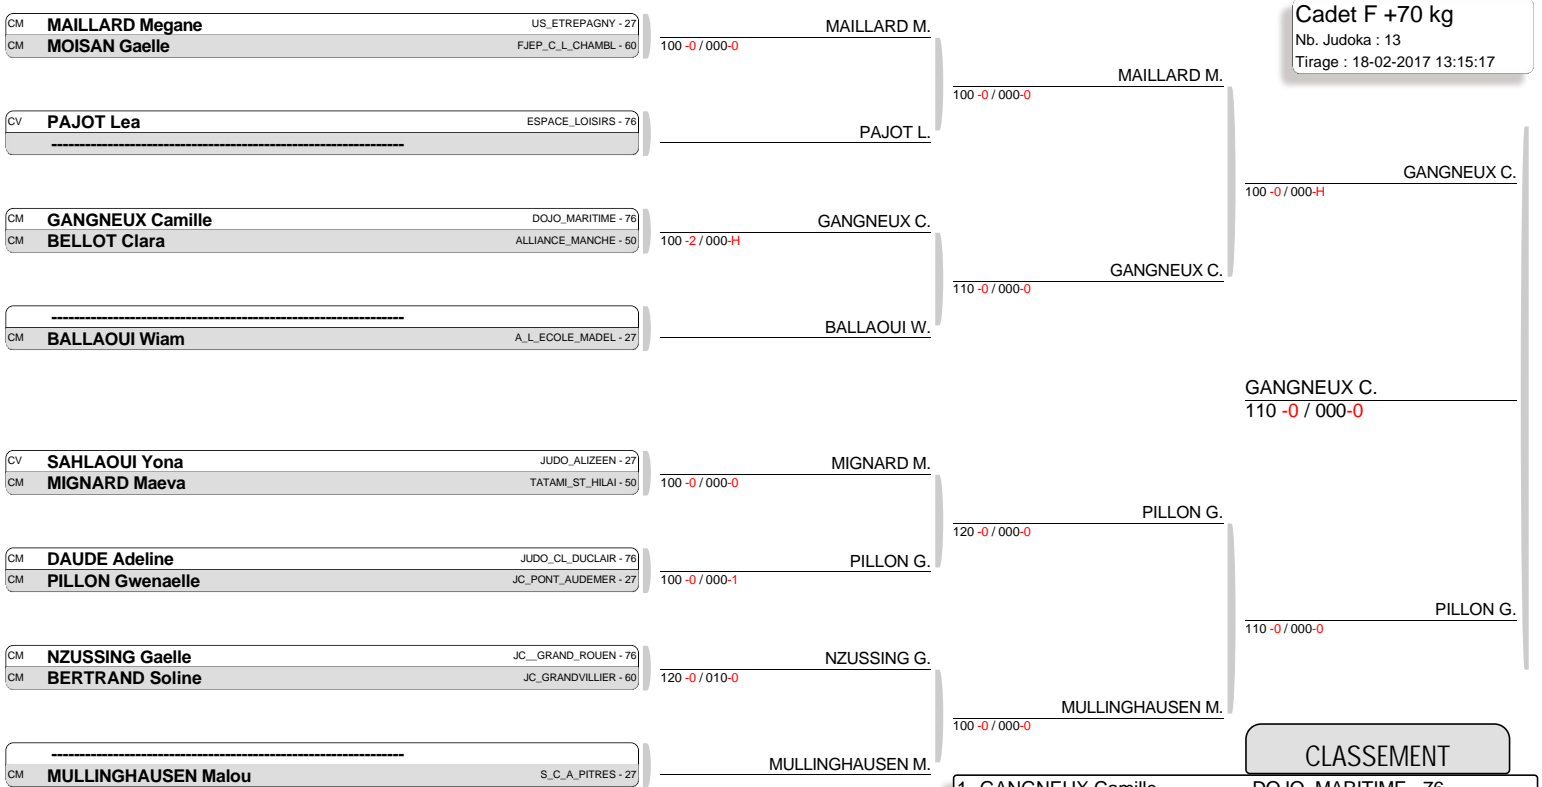 Cadet F +70 kg
Nb. Judoka : 13
Tirage : 18-02-2017 13:15:17
CM MAILLARD Megane US_ETREPAGNY - 27
CM MOISAN Gaelle FJEP_C_L_CHAMBL - 60
CV PAJOT Lea ESPACE_LOISIRS - 76
----------------------------------------------------------------
CM GANGNEUX Camille DOJO_MARITIME - 76
CM BELLOT Clara ALLIANCE_MANCHE - 50
----------------------------------------------------------------
CM BALLAOUI Wiam A_L_ECOLE_MADEL - 27
CV SAHLAOUI Yona JUDO_ALIZEEN - 27
CM MIGNARD Maeva TATAMI_ST_HILAI - 50
CM DAUDE Adeline JUDO_CL_DUCLAIR - 76
CM PILLON Gwenaelle JC_PONT_AUDEMER - 27
CM NZUSSING Gaelle JC__GRAND_ROUEN - 76
CM BERTRAND Soline JC_GRANDVILLIER - 60
----------------------------------------------------------------
CM MULLINGHAUSEN Malou S_C_A_PITRES - 27
MAILLARD M.
100 -0 / 000-0
PAJOT L.
GANGNEUX C.
100 -2 / 000-H
BALLAOUI W.
MIGNARD M.
100 -0 / 000-0
PILLON G.
100 -0 / 000-1
NZUSSING G.
120 -0 / 010-0
MULLINGHAUSEN M.
MAILLARD M.
100 -0 / 000-0
GANGNEUX C.
110 -0 / 000-0
PILLON G.
120 -0 / 000-0
MULLINGHAUSEN M.
100 -0 / 000-0
GANGNEUX C.
100 -0 / 000-H
GANGNEUX C.
110 -0 / 000-0
PILLON G.
110 -0 / 000-0
CLASSEMENT
1. GANGNEUX Camille DOJO_MARITIME - 76